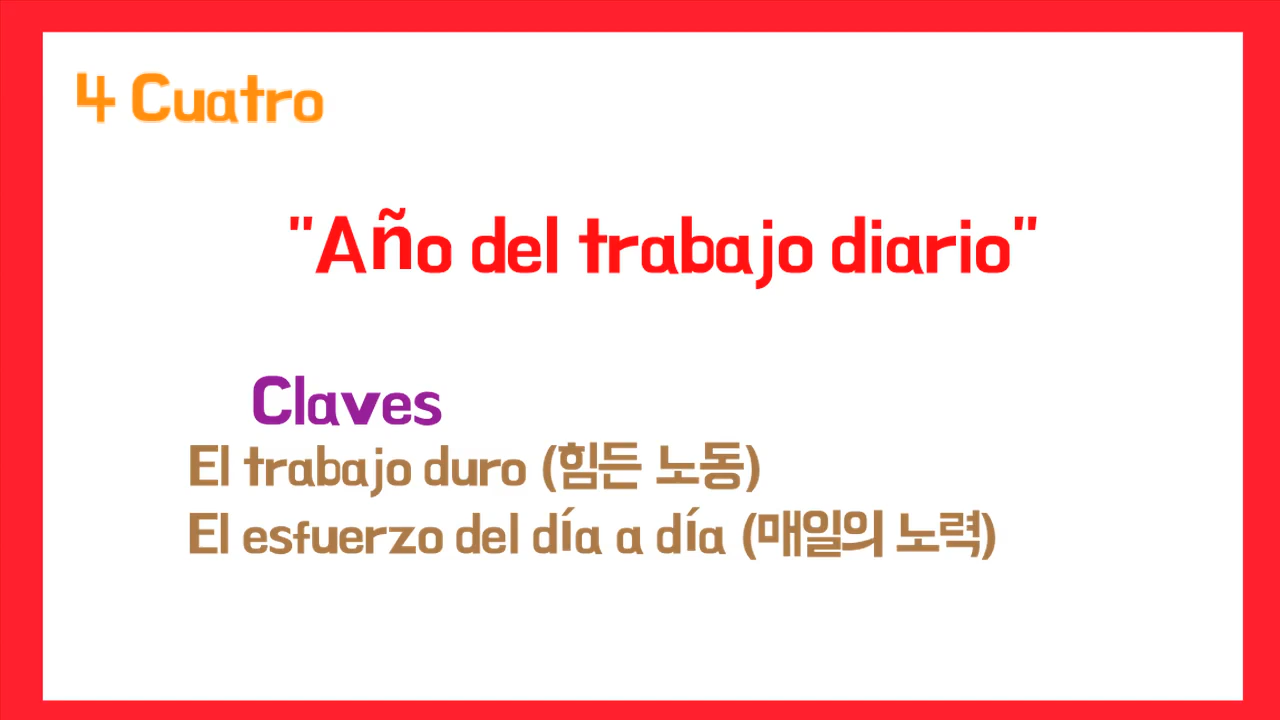 4 Cuatro
"Año del trabajo diario"
Claves
El trabajo duro (힘든 노동)
El esfuerzo del día a día (매일의 노력)